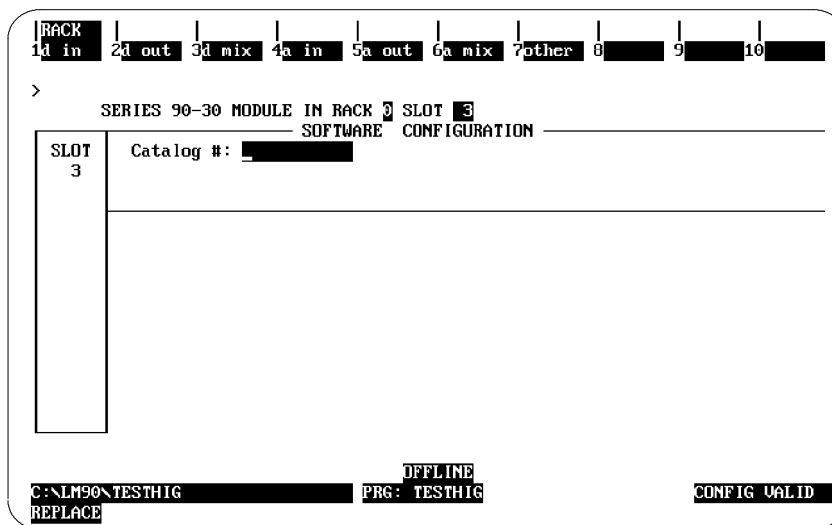 RACK
1d in 2d out 3d mix 4a in 5a out 6a mix 7other 8 9 10
>
SERIES 90-30 MODULE IN RACK 0 SLOT 3
SOFTWARE CONFIGURATION
SLOT Catalog #:
3
OFFLINE
C:\LM90\TESTHIG PRG: TESTHIG CONFIG VALID
REPLACE